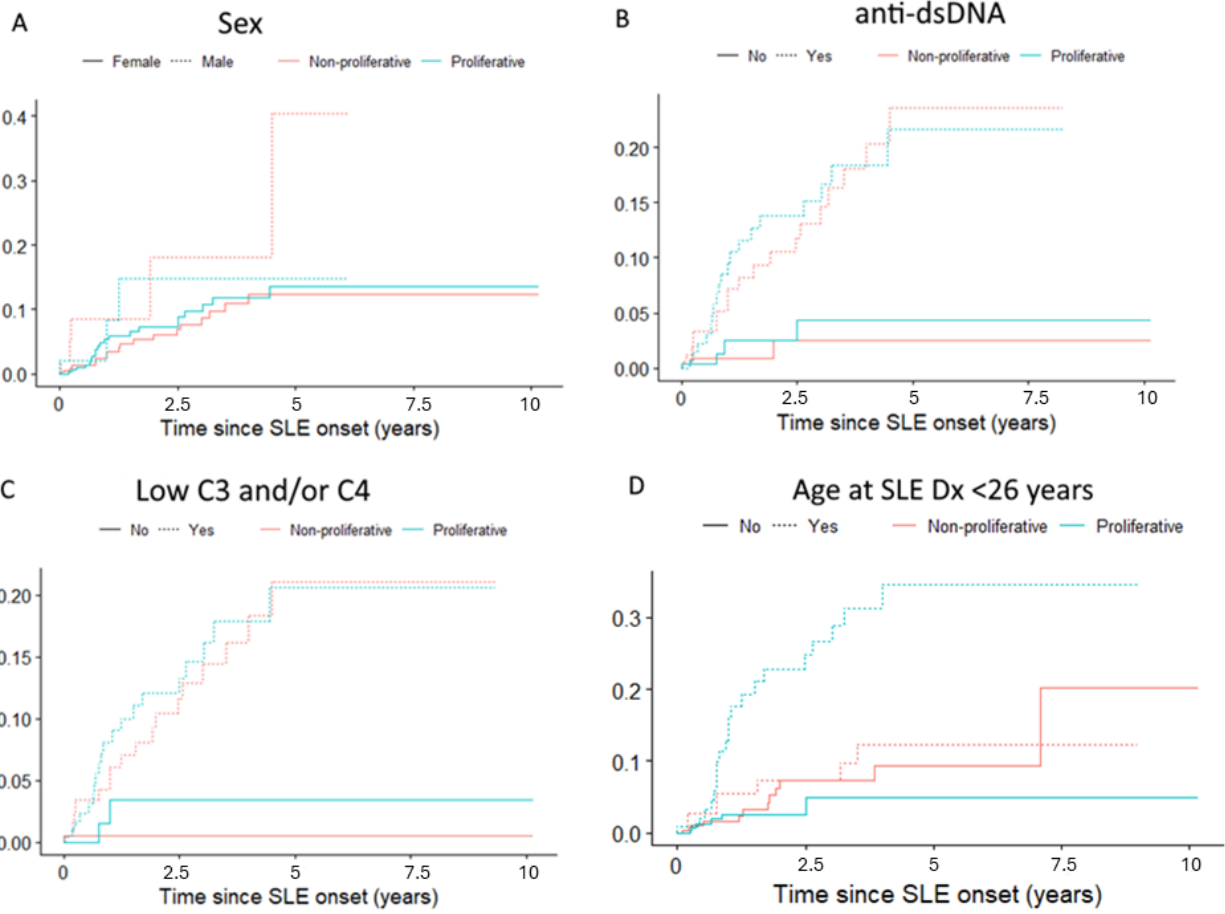 A
Sex
Female Male Non-proliferative Proliferative
0.4
0.3
0.2
0.1
0.0
0 2.5 5 7.5 10
Time since SLE onset (years)
B
anti-dsDNA
No Yes Non-proliferative Proliferative
0.20
0.15
0.10
0.05
0.00
0 2.5 5 7.5 10
Time since SLE onset (years)
C
Low C3 and/or C4
No Yes Non-proliferative Proliferative
0.20
0.15
0.10
0.05
0.00
0 2.5 5 7.5 10
Time since SLE onset (years)
D
Age at SLE Dx <26 years
No Yes Non-proliferative Proliferative
0.3
0.2
0.1
0.0
0 2.5 5 7.5 10
Time since SLE onset (years)